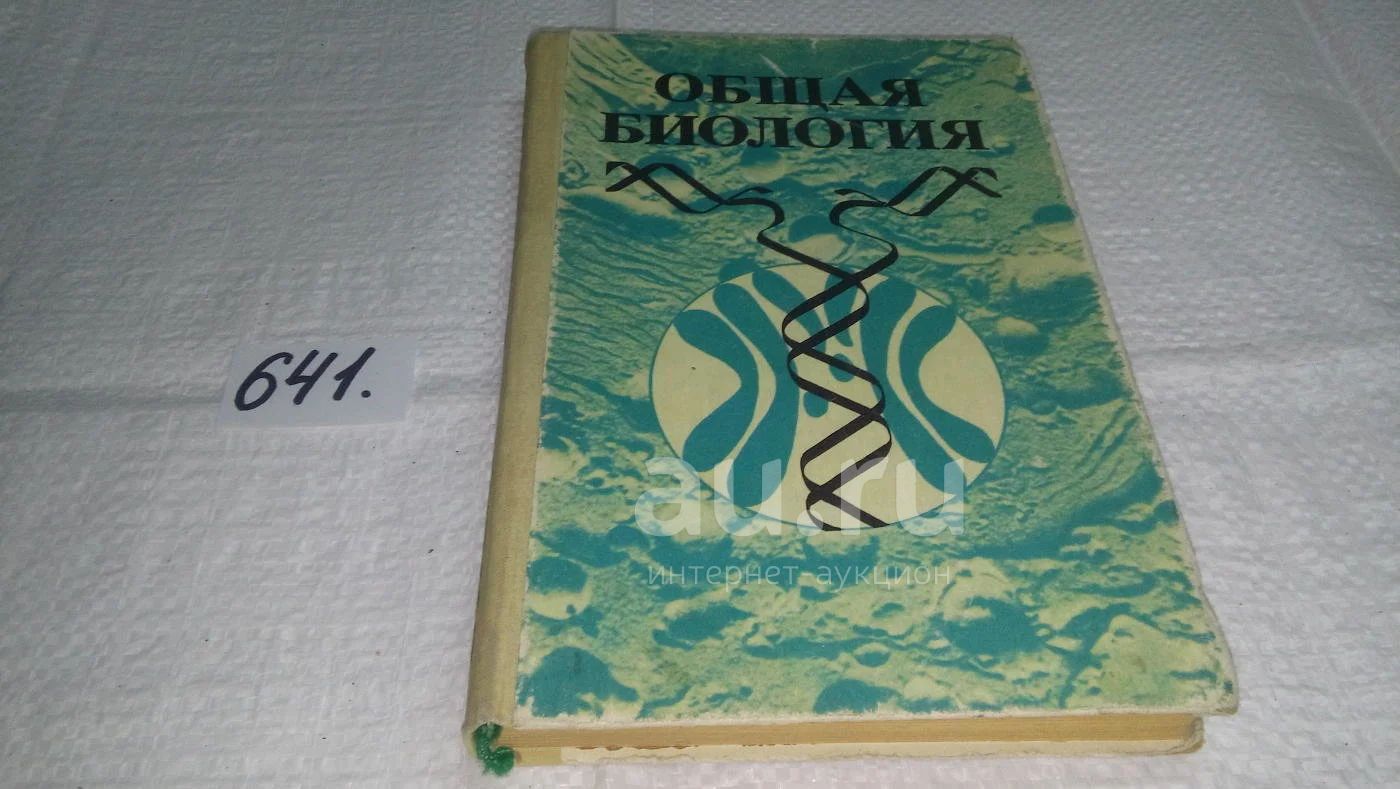 ОБЩАЯ
БИОЛОГИЯ
641.
au.ru
интернет-аукцион